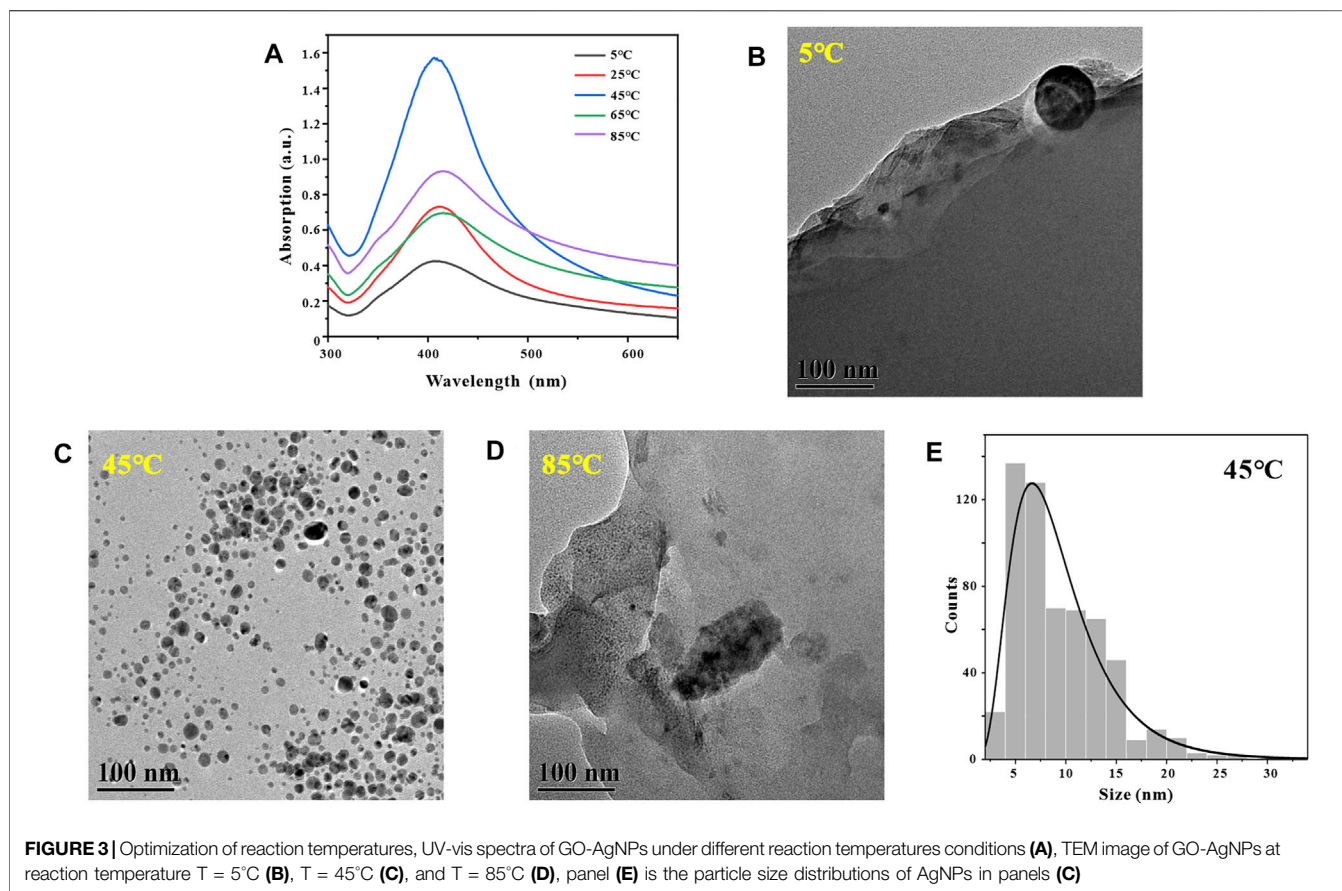 A
5°C
25°C
45°C
65°C
85°C
1.6
1.4
1.2
1.0
0.8
0.6
0.4
0.2
0
Absorption (a.u.)
300
400
500
600
Wavelength (nm)
B
5°C
100 nm
C
45°C
100 nm
D
85°C
100 nm
E
45°C
120
80
40
0
Counts
5
10
15
20
25
30
Size (nm)
FIGURE 3 | Optimization of reaction temperatures, UV-vis spectra of GO-AgNPs under different reaction temperatures conditions (A), TEM image of GO-AgNPs at
reaction temperature T = 5°C (B), T = 45°C (C), and T = 85°C (D), panel (E) is the particle size distributions of AgNPs in panels (C)